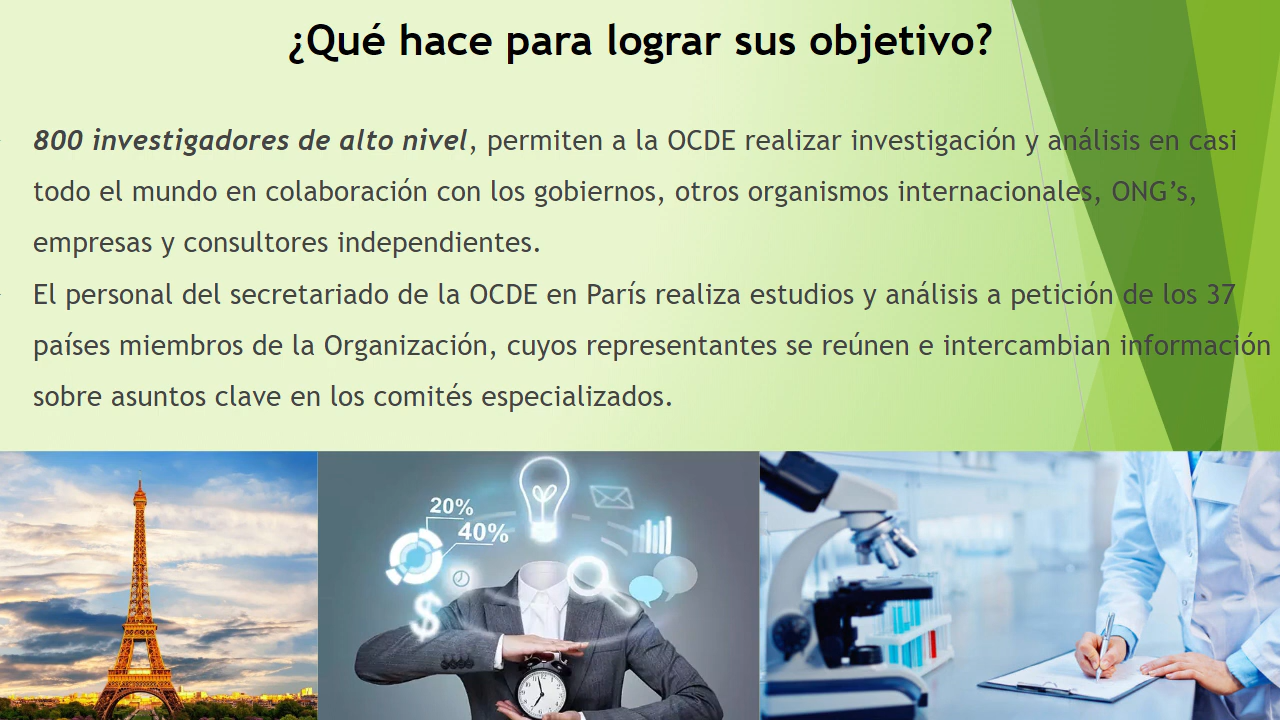 ¿Qué hace para lograr sus objetivo?
800 investigadores de alto nivel, permiten a la OCDE realizar investigación y análisis en casi
todo el mundo en colaboración con los gobiernos, otros organismos internacionales, ONG’s,
empresas y consultores independientes.
El personal del secretariado de la OCDE en París realiza estudios y análisis a petición de los 37
países miembros de la Organización, cuyos representantes se reúnen e intercambian información
sobre asuntos clave en los comités especializados.
20%
40%
$